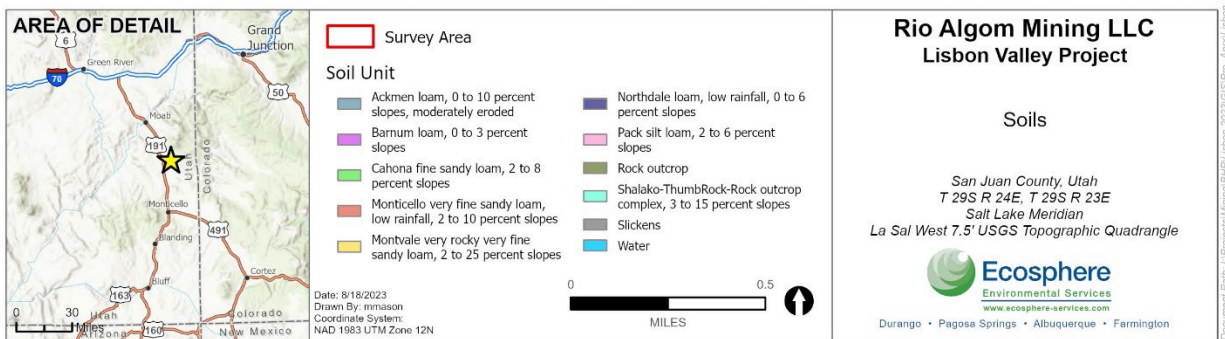 AREA OF DETAIL
6
Grand
Junction
Green River
70
50
Moab
191
Utah
Colorado
Monticello
491
Blanding
Cortez
Bluff
163
Utah
Colorado
0 30
Miles
Arizona
160
New Mexico
Survey Area
Soil Unit
Ackmen loam, 0 to 10 percent
slopes, moderately eroded
Barnum loam, 0 to 3 percent
slopes
Cahona fine sandy loam, 2 to 8
percent slopes
Monticello very fine sandy loam,
low rainfall, 2 to 10 percent slopes
Montvale very rocky very fine
sandy loam, 2 to 25 percent slopes
Northdale loam, low rainfall, 0 to 6
percent slopes
Pack silt loam, 2 to 6 percent
slopes
Rock outcrop
Shalako-ThumbRock-Rock outcrop
complex, 3 to 15 percent slopes
Slickens
Water
Date: 8/18/2023
Drawn By: mmason
Coordinate System:
NAD 1983 UTM Zone 12N
0 0.5
MILES
Rio Algom Mining LLC
Lisbon Valley Project
Soils
San Juan County, Utah
T 29S R 24E, T 29S R 23E
Salt Lake Meridian
La Sal West 7.5' USGS Topographic Quadrangle
Ecosphere
Environmental Services
www.ecosphere-services.com
Durango • Pagosa Springs • Albuquerque • Farmington